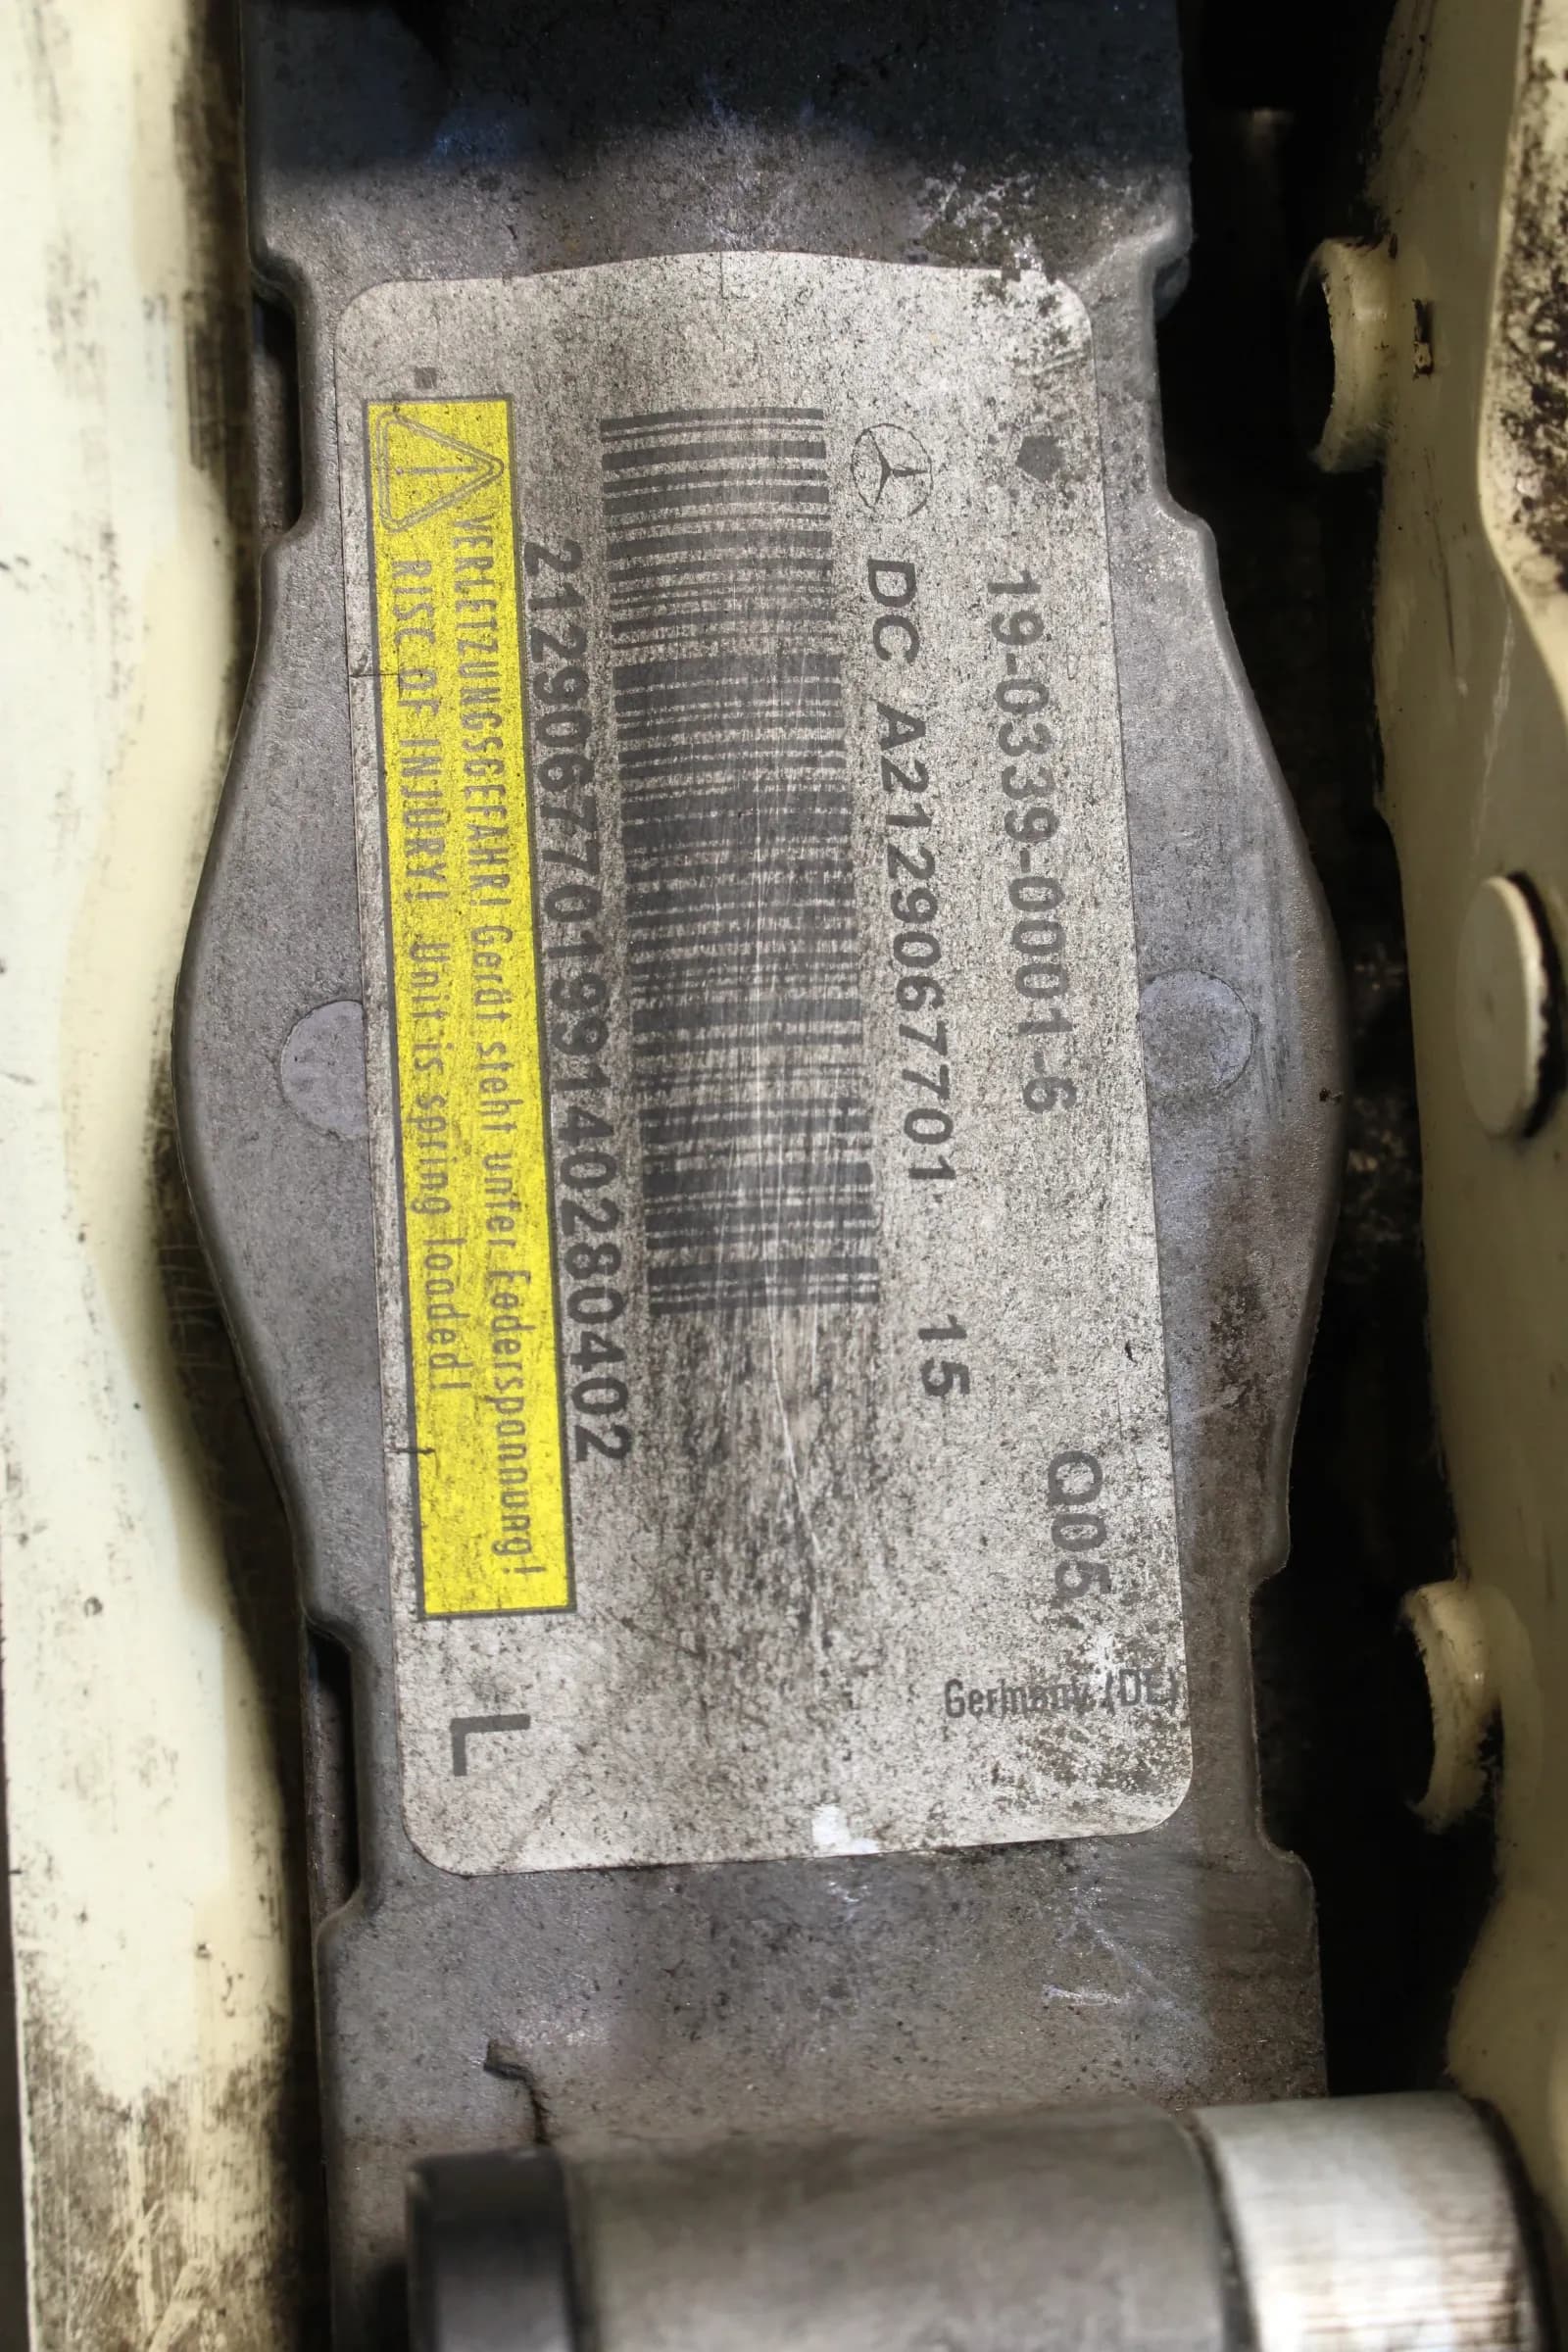 19-0339-0001-6 Q05
Germany (DE)
DC A2129067701 15
212906770199140280402
VERLETZUNGSGEFAHR! Gerät steht unter Federspannung!
RISC OF INJURY! Unit is spring loaded!
L